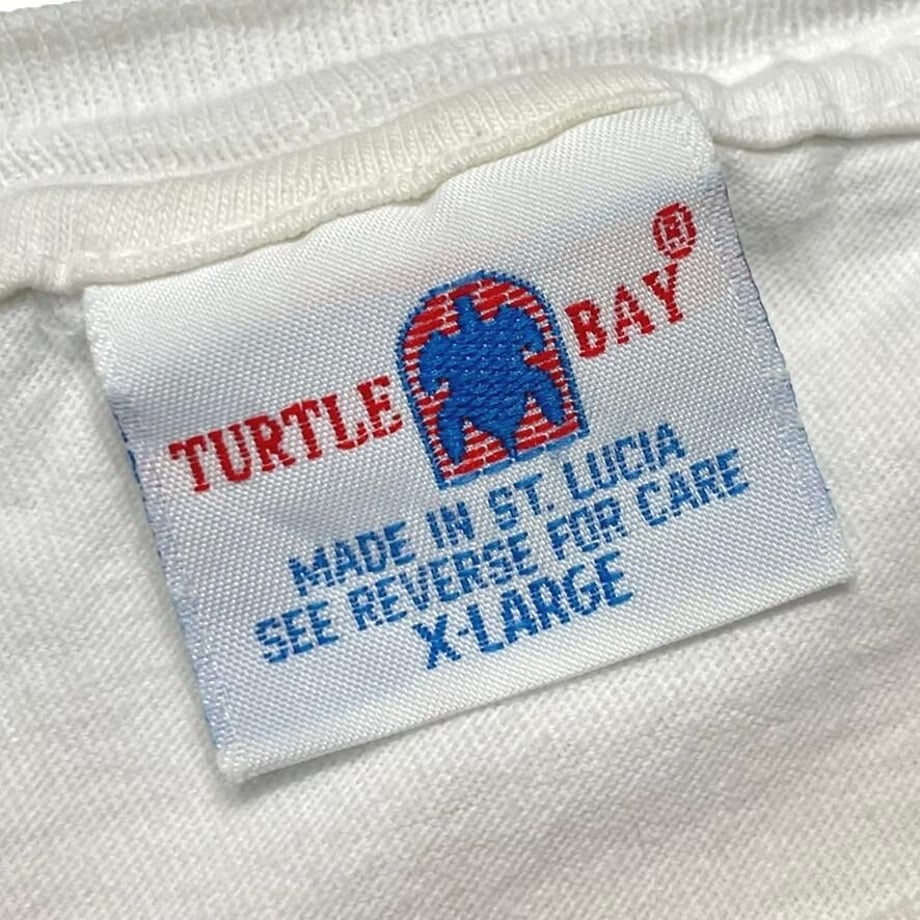 TURTLE BAY®
MADE IN ST. LUCIA
SEE REVERSE FOR CARE
X-LARGE